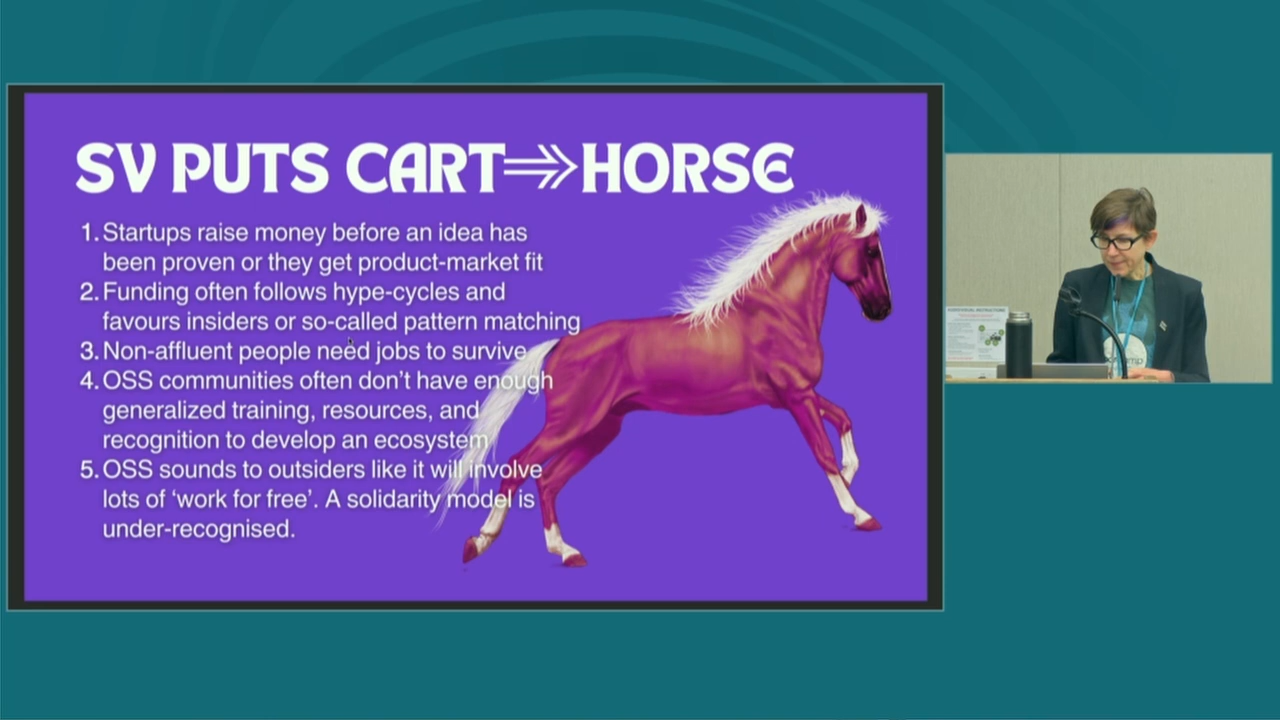 SV PUTS CART⇒HORSE
1. Startups raise money before an idea has
been proven or they get product-market fit
2. Funding often follows hype-cycles and
favours insiders or so-called pattern matching
3. Non-affluent people need jobs to survive
4. OSS communities often don’t have enough
generalized training, resources, and
recognition to develop an ecosystem
5. OSS sounds to outsiders like it will involve
lots of ‘work for free’. A solidarity model is
under-recognised.